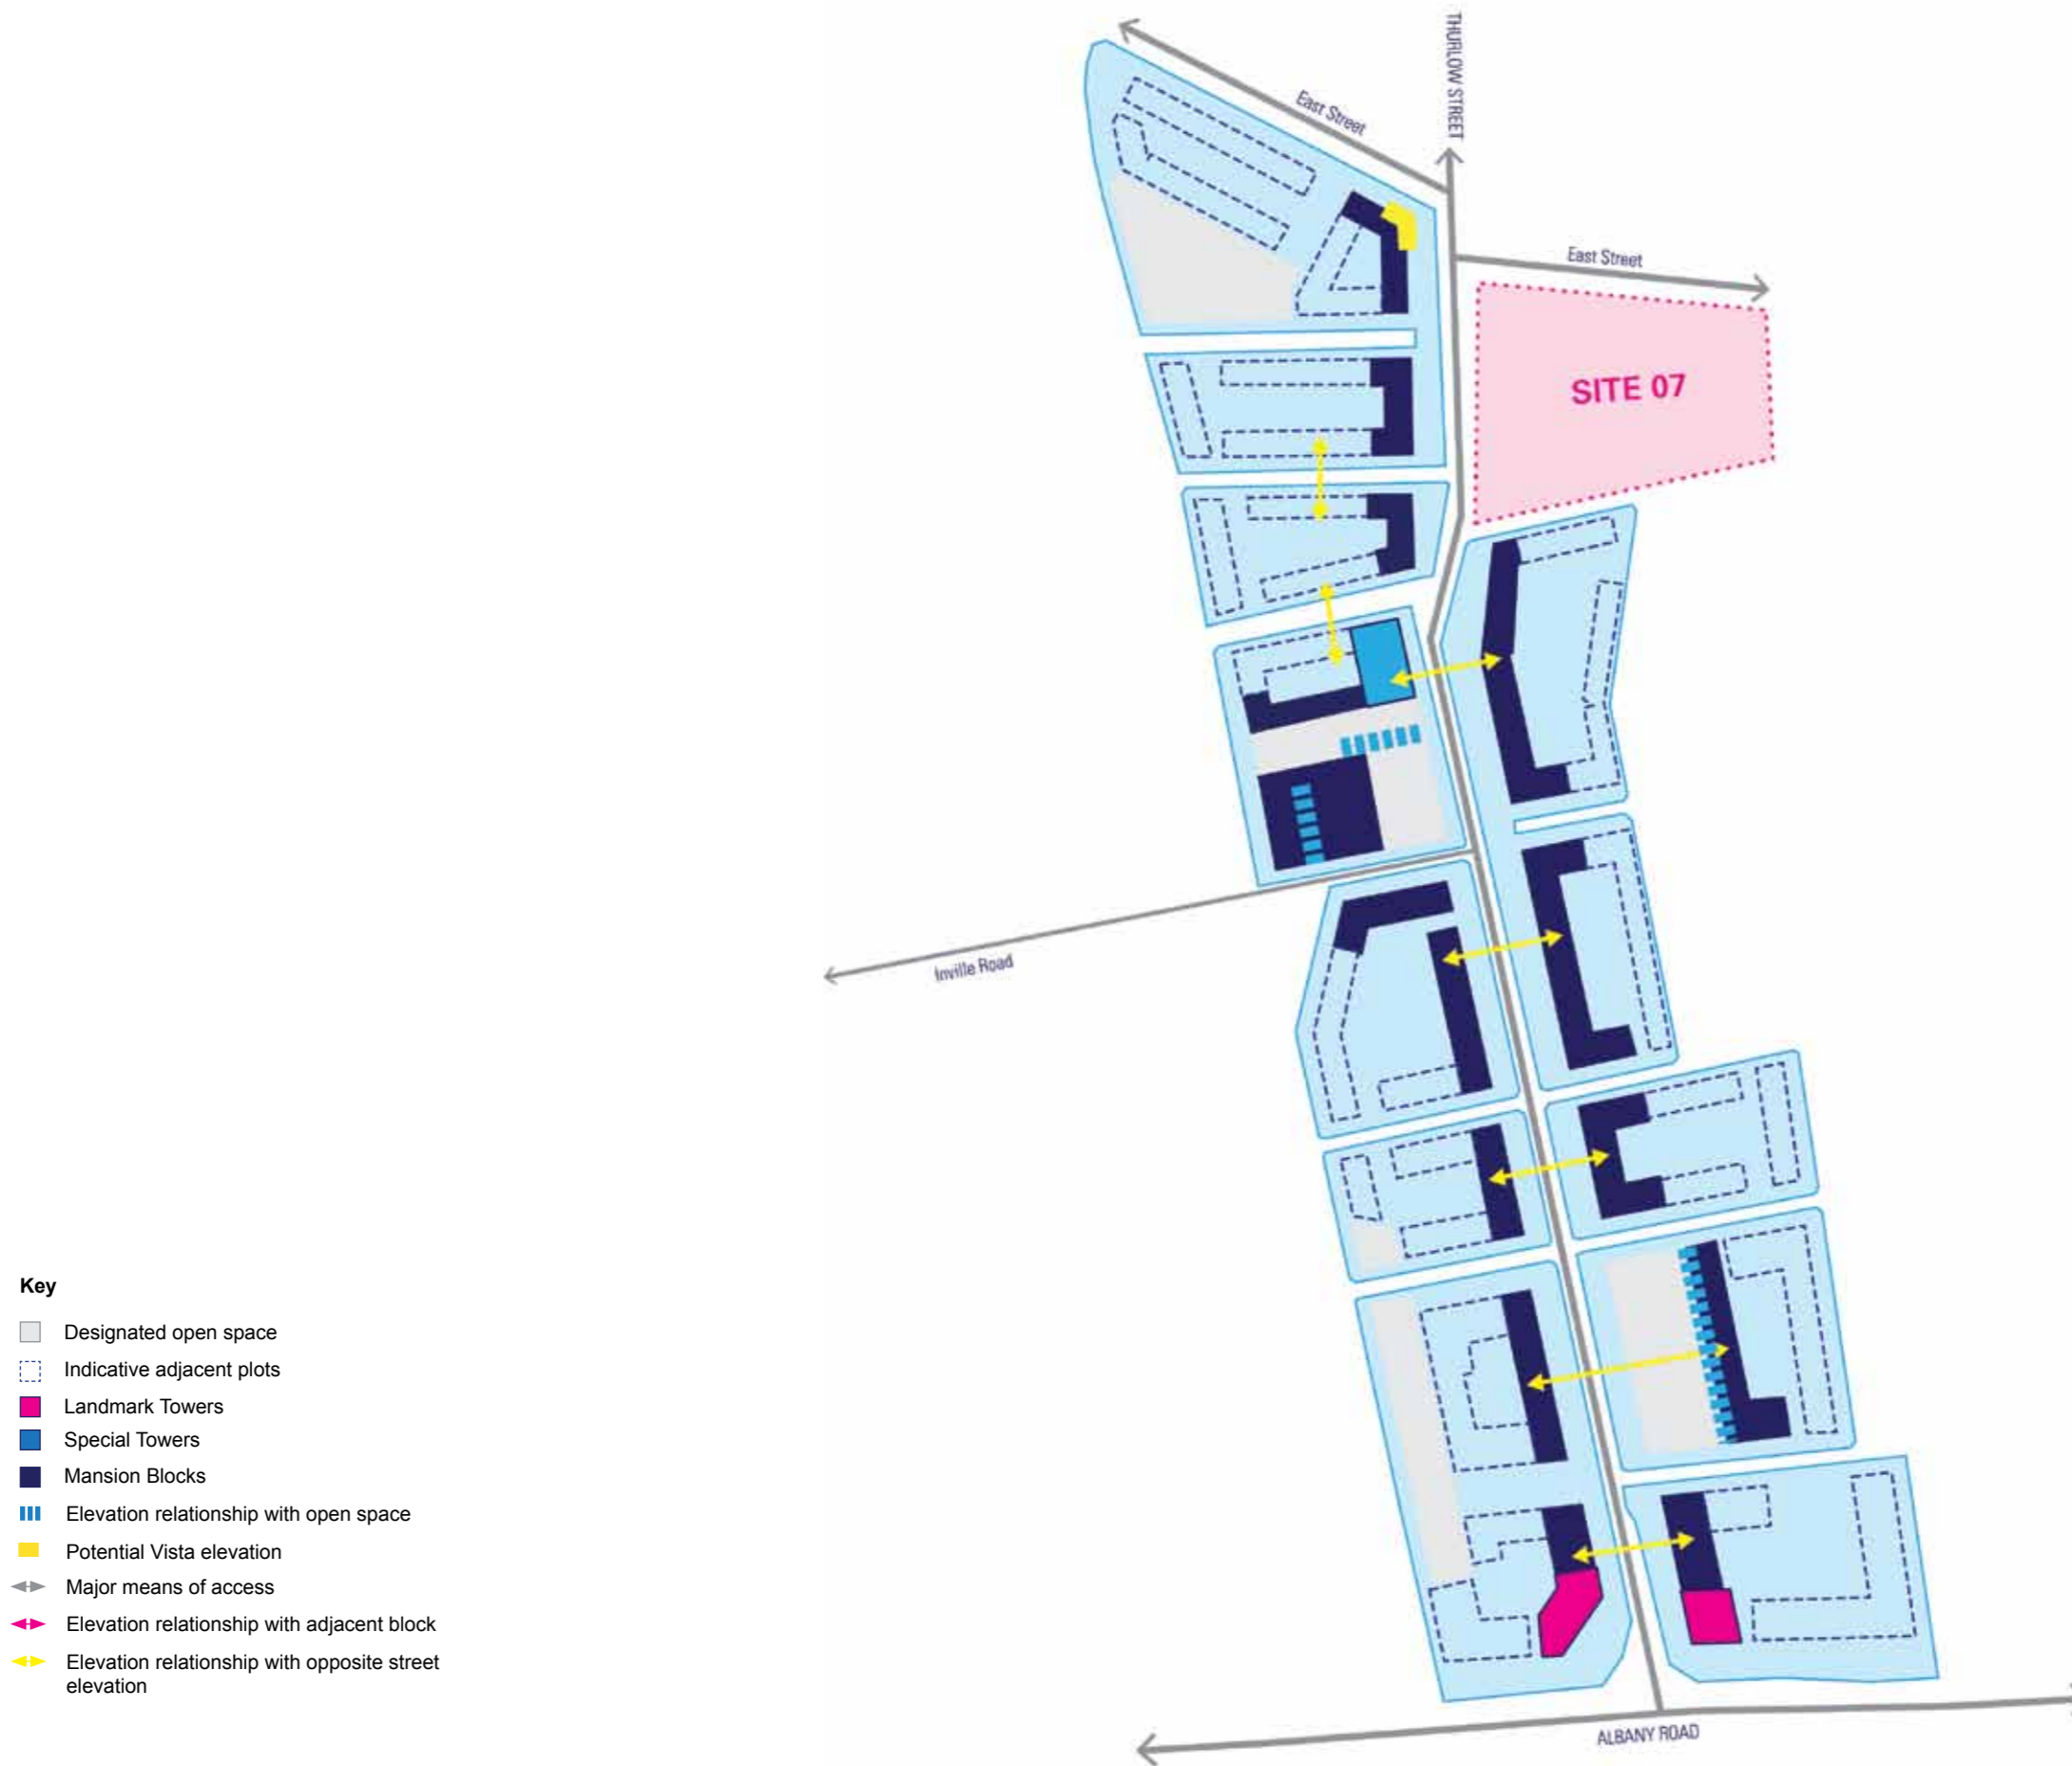 THURLOW STREET
East Street
East Street
SITE 07
Inville Road
ALBANY ROAD
Key
Designated open space
Indicative adjacent plots
Landmark Towers
Special Towers
Mansion Blocks
Elevation relationship with open space
Potential Vista elevation
Major means of access
Elevation relationship with adjacent block
Elevation relationship with opposite street
elevation